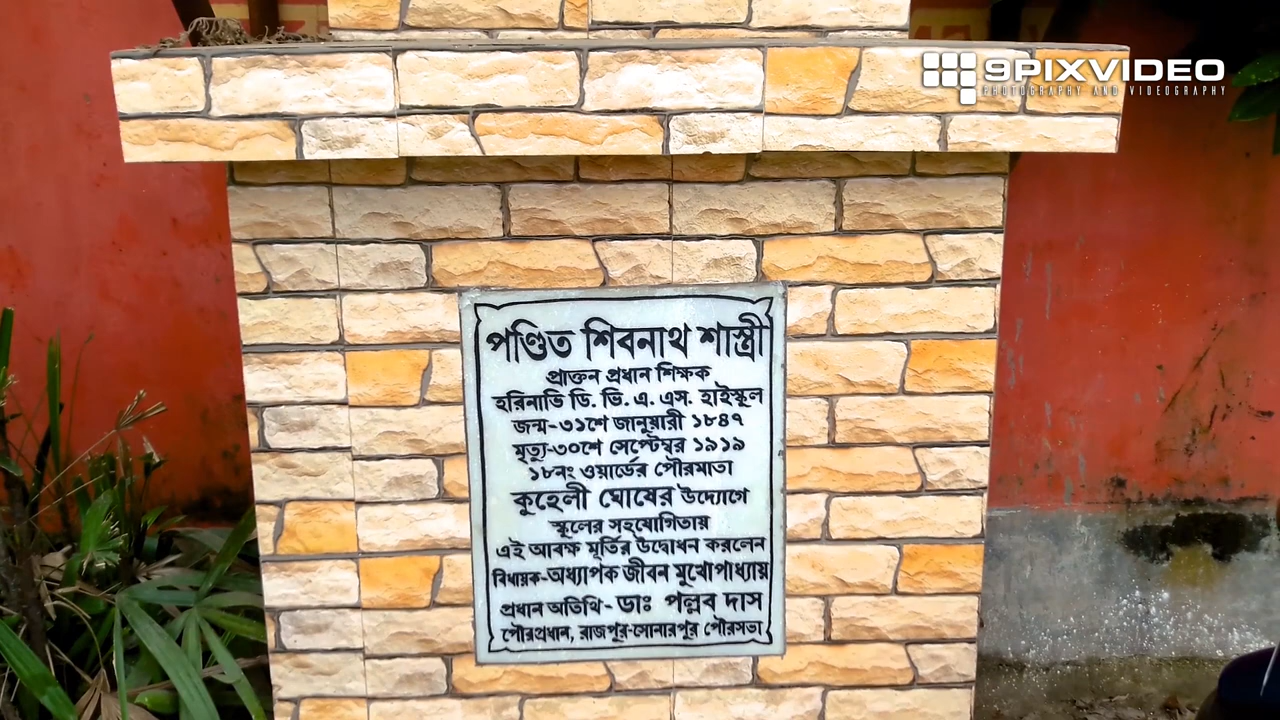 9PIXVIDEO
PHOTOGRAPHY AND VIDEOGRAPHY
পণ্ডিত শিবনাথ শাস্ত্রী
প্রাক্তন প্রধান শিক্ষক
হরিনাভি ডি. ভি. এ. এস. হাইস্কুল
জন্ম-৩১শে জানুয়ারী ১৮৪৭
মৃত্যু-৩০শে সেপ্টেম্বর ১৯১৯
১৮নং ওয়ার্ডের পৌরমাতা
কুহেলী ঘোষের উদ্যোগে
স্কুলের সহযোগিতায়
এই আবক্ষ মূর্তির উদ্বোধন করলেন
বিধায়ক-অধ্যাপক জীবন মুখোপাধ্যায়
প্রধান অতিথি- ডাঃ পল্লব দাস
পৌরপ্রধান, রাজপুর-সোনারপুর পৌরসভা